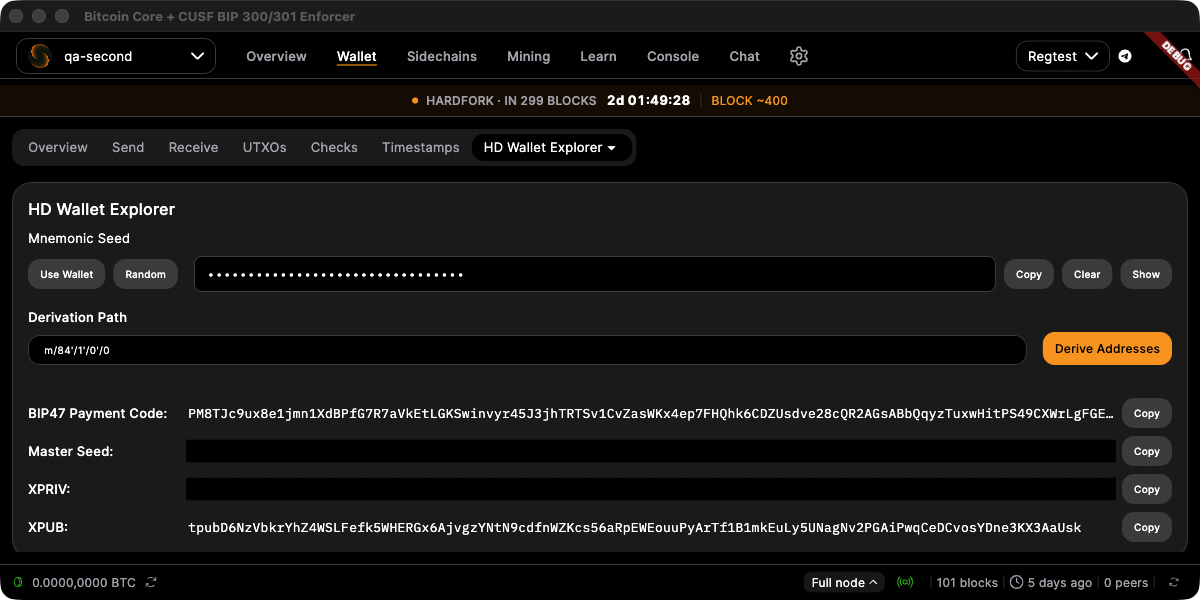 Bitcoin Core + CUSF BIP 300/301 Enforcer
qa-second Overview Wallet Sidechains Mining Learn Console Chat Regtest DEBUG
HARDFORK · IN 299 BLOCKS 2d 01:49:28 BLOCK ~400
Overview Send Receive UTXOs Checks Timestamps HD Wallet Explorer
HD Wallet Explorer
Mnemonic Seed
Use Wallet Random •••••••••••••••••••••••••••••••• Copy Clear Show
Derivation Path
m/84'/1'/0'/0 Derive Addresses
BIP47 Payment Code: PM8TJc9ux8e1jmn1XdBPfG7R7aVkEtLGKSwinvyr45J3jhTRTSv1CvZasWKx4ep7FHQhk6CDZUsdve28cQR2AGsABbQqyzTuxwHitPS49CXWrLgFGE… Copy
Master Seed: Copy
XPRIV: Copy
XPUB: tpubD6NzVbkrYhZ4WSLFefk5WHERGx6AjvgzYNtN9cdfnWZKcs56aRpEWEouuPyArTf1B1mkEuLy5UNagNv2PGAiPwqCeDCvosYDne3KX3AaUsk Copy
0.0000,0000 BTC Full node 101 blocks 5 days ago 0 peers